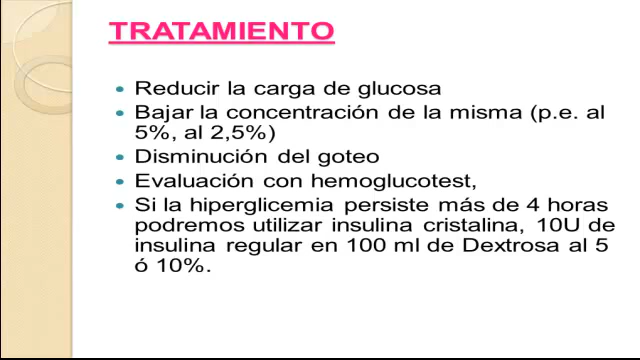 TRATAMIENTO
Reducir la carga de glucosa
Bajar la concentración de la misma (p.e. al
5%, al 2,5%)
Disminución del goteo
Evaluación con hemoglucotest,
Si la hiperglicemia persiste más de 4 horas
podremos utilizar insulina cristalina, 10U de
insulina regular en 100 ml de Dextrosa al 5
ó 10%.